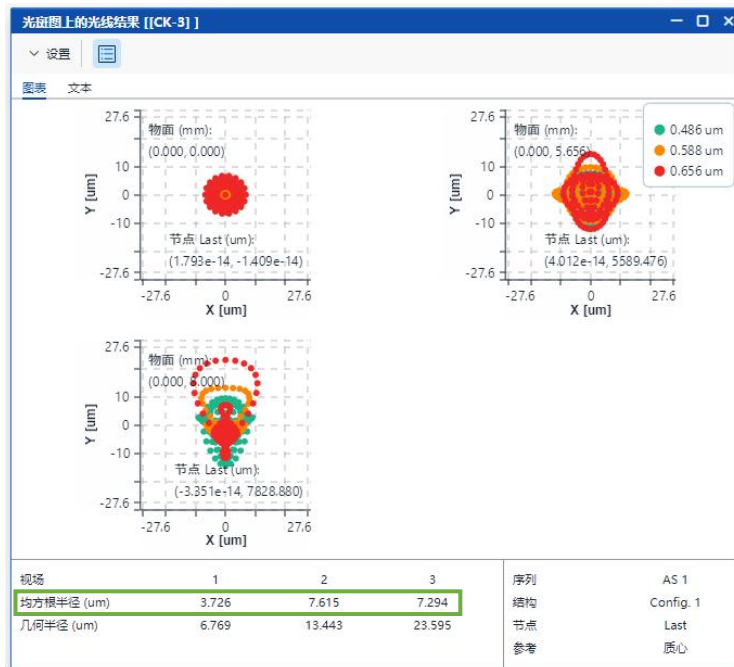 光斑图上的光线结果 [[CK-3] ]
设置
图表 文本
27.6
物面 (mm):
(0.000, 0.000)
10
0
-10
Y [um]
节点 Last (um):
(1.793e-14, -1.409e-14)
-27.6
-27.6 0 27.6
X [um]
27.6
物面 (mm):
(0.000, 5.656)
10
0
-10
Y [um]
节点 Last (um):
(4.012e-14, 5589.476)
-27.6
-27.6 0 27.6
X [um]
0.486 um
0.588 um
0.656 um
27.6
物面 (mm):
(0.000, 8.000)
10
0
-10
Y [um]
节点 Last (um):
(-3.351e-14, 7828.880)
-27.6
-27.6 0 27.6
X [um]
视场 1 2 3
均方根半径 (um) 3.726 7.615 7.294
几何半径 (um) 6.769 13.443 23.595
序列 AS 1
结构 Config. 1
节点 Last
参考 质心